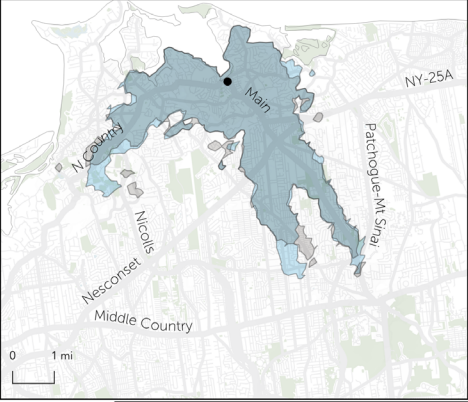 NY-25A
Main
N Country
Patchogue-Mt Sinai
Nicolls
Nesconset
Middle Country
0 1 mi